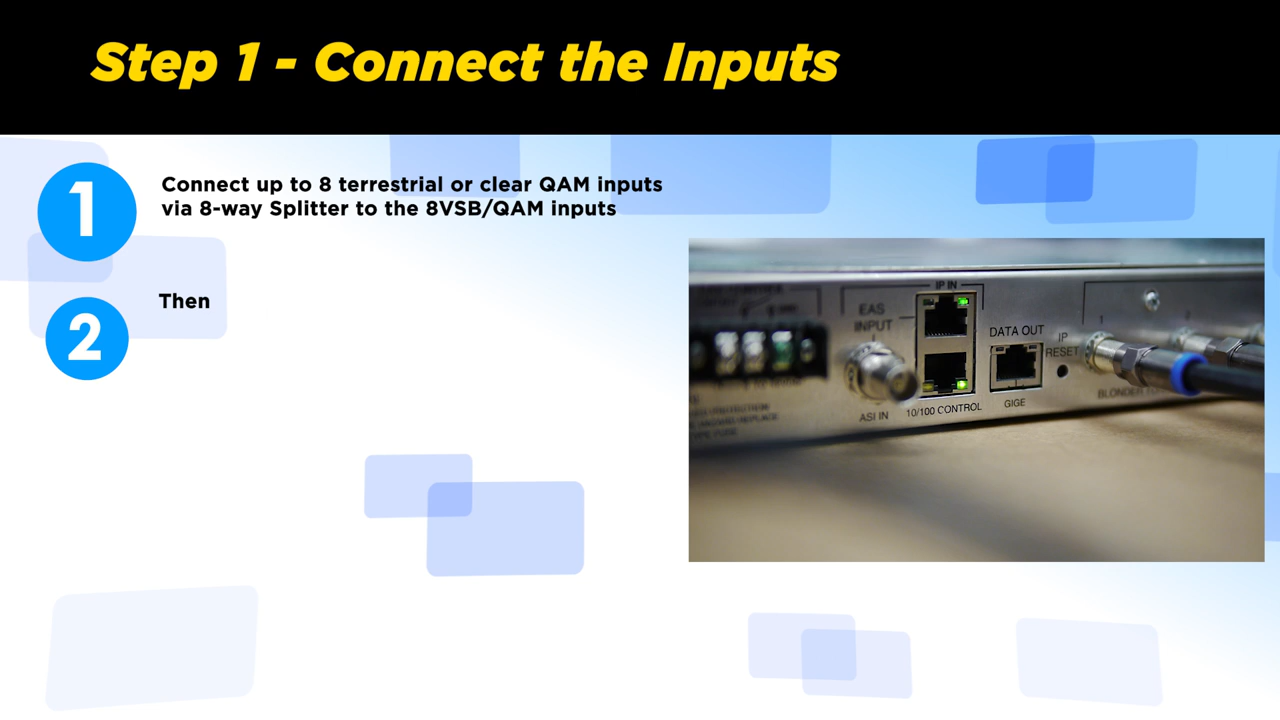 Step 1 - Connect the Inputs
1
Connect up to 8 terrestrial or clear QAM inputs
via 8-way Splitter to the 8VSB/QAM inputs
2
Then
IP IN
EAS
INPUT
DATA OUT
IP
RESET
1
ASI IN
10/100 CONTROL
GIGE
BLONDER